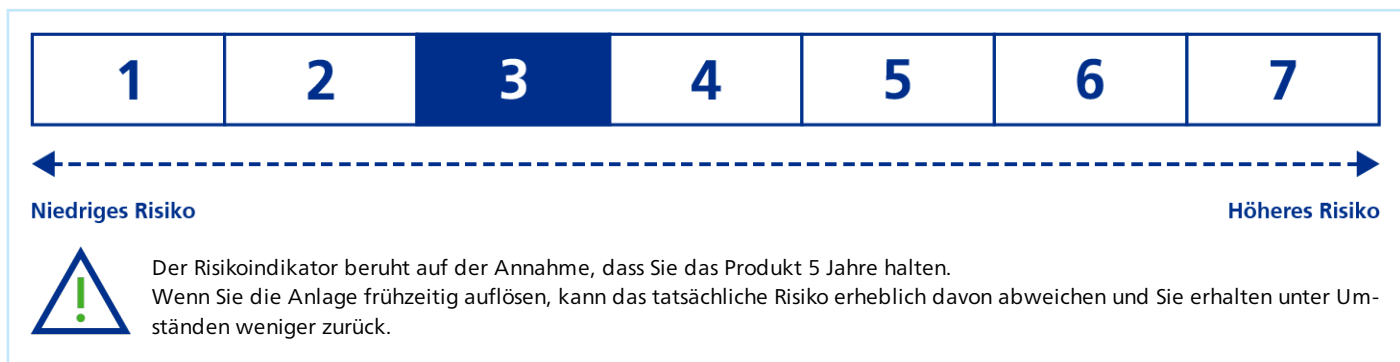 1 2 3 4 5 6 7
Niedriges Risiko Höheres Risiko
Der Risikoindikator beruht auf der Annahme, dass Sie das Produkt 5 Jahre halten.
Wenn Sie die Anlage frühzeitig auflösen, kann das tatsächliche Risiko erheblich davon abweichen und Sie erhalten unter Um-
ständen weniger zurück.